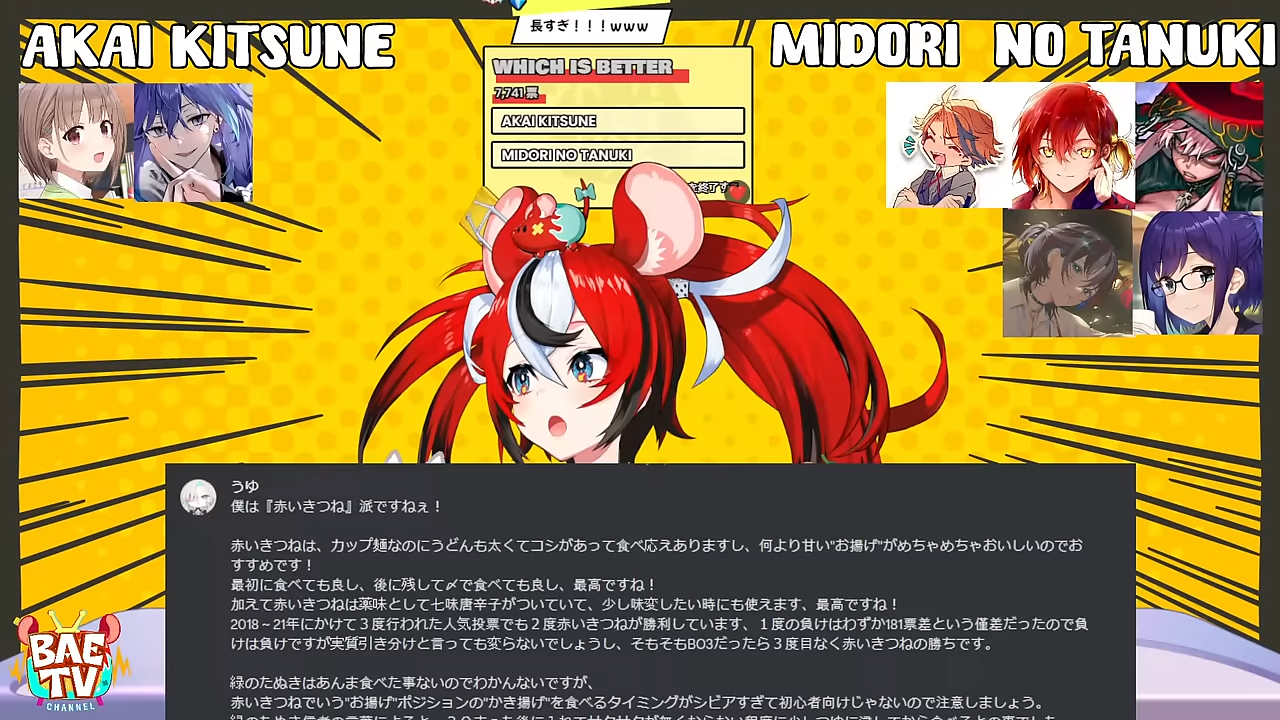 長すぎ！！！www
AKAI KITSUNE
MIDORI NO TANUKI
WHICH IS BETTER
7,741票
AKAI KITSUNE
MIDORI NO TANUKI
終了す
うゆ
僕は『赤いきつね』派ですねぇ！
赤いきつねは、カップ麺なのにうどんも太くてコシがあって食べ応えありますし、何より甘い"お揚げ"がめちゃめちゃおいしいのでお
すすめです！
最初に食べても良し、後に残して〆で食べても良し、最高ですね！
加えて赤いきつねは薬味として七味唐辛子がついていて、少し味変したい時にも使えます、最高ですね！
2018～21年にかけて３度行われた人気投票でも２度赤いきつねが勝利しています、１度の負けはわずか181票差という僅差だったので負
けは負けですが実質引き分けと言っても変らないでしょうし、そもそもBO3だったら３度目なく赤いきつねの勝ちです。
緑のたぬきはあんま食べた事ないのでわかんないですが、
赤いきつねでいう"お揚げ"ポジションの"かき揚げ"を食べるタイミングがシビアすぎて初心者向けじゃないので注意しましょう。
BAE
TV
CHANNEL